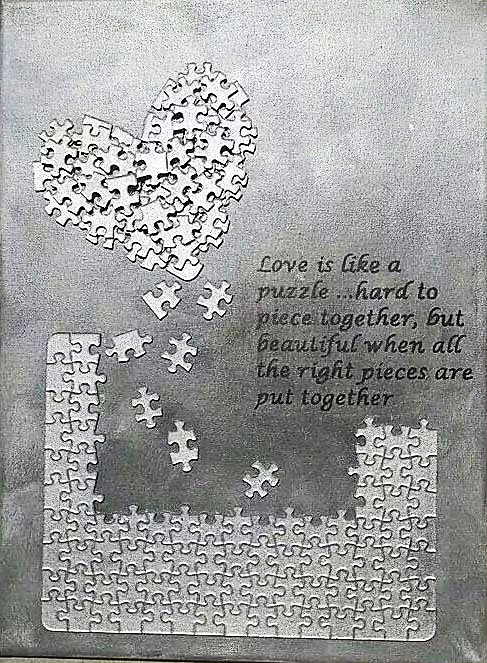 Love is like a
puzzle ...hard to
piece together, but
beautiful when all
the right pieces are
put together